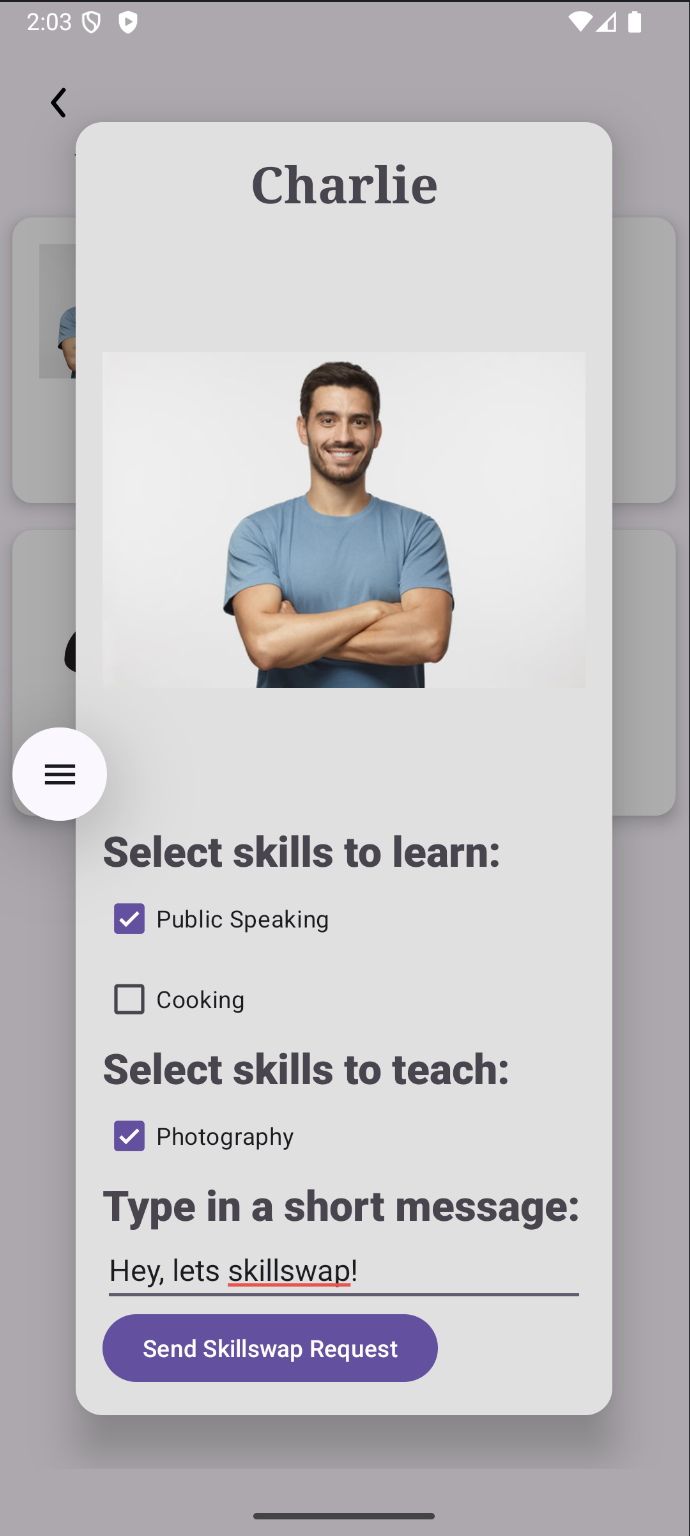 2:03
Charlie
Select skills to learn:
Public Speaking
Cooking
Select skills to teach:
Photography
Type in a short message:
Hey, lets skillswap!
Send Skillswap Request